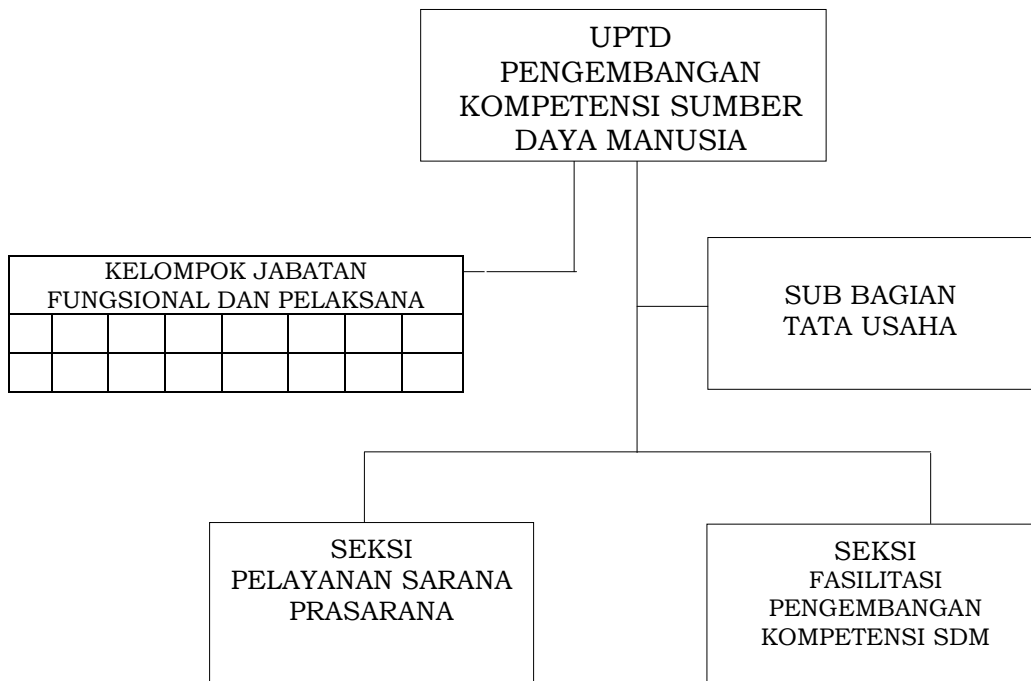 UPTD
PENGEMBANGAN
KOMPETENSI SUMBER
DAYA MANUSIA
KELOMPOK JABATAN
FUNGSIONAL DAN PELAKSANA
SUB BAGIAN
TATA USAHA
SEKSI
PELAYANAN SARANA
PRASARANA
SEKSI
FASILITASI
PENGEMBANGAN
KOMPETENSI SDM